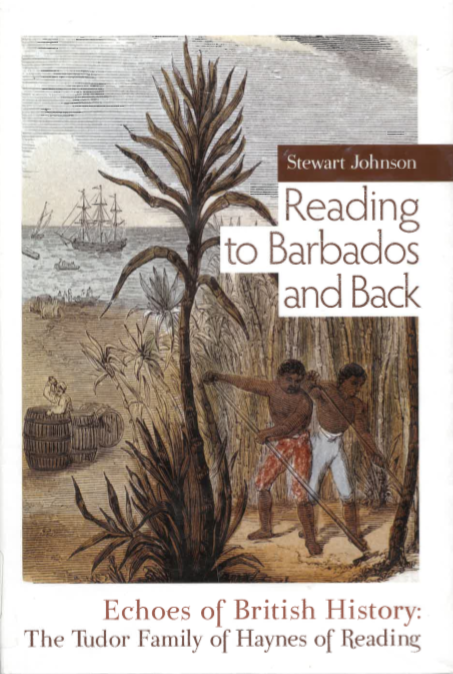 Stewart Johnson
Reading
to Barbados
and Back
Echoes of British History:
The Tudor Family of Haynes of Reading